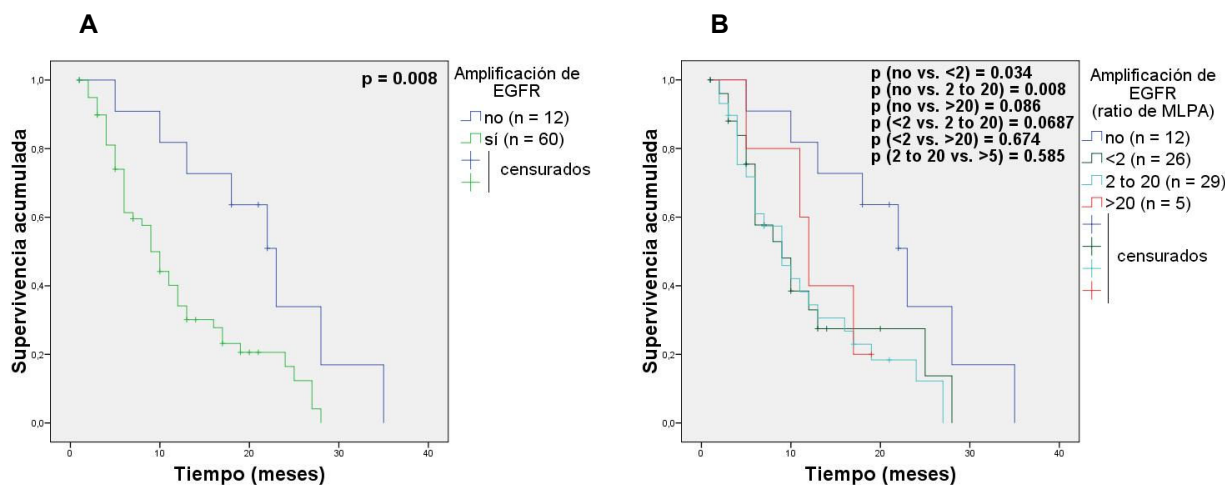 A
p = 0.008
Amplificación de
EGFR
no (n = 12)
sí (n = 60)
censurados
Supervivencia acumulada
1,0
0,8
0,6
0,4
0,2
0,0
0
10
20
30
40
Tiempo (meses)
B
p (no vs. <2) = 0.034
p (no vs. 2 to 20) = 0.008
p (no vs. >20) = 0.086
p (<2 vs. 2 to 20) = 0.0687
p (<2 vs. >20) = 0.674
p (2 to 20 vs. >5) = 0.585
Amplificación de
EGFR
(ratio de MLPA)
no (n = 12)
<2 (n = 26)
2 to 20 (n = 29)
>20 (n = 5)
censurados
Supervivencia acumulada
1,0
0,8
0,6
0,4
0,2
0,0
0
10
20
30
40
Tiempo (meses)